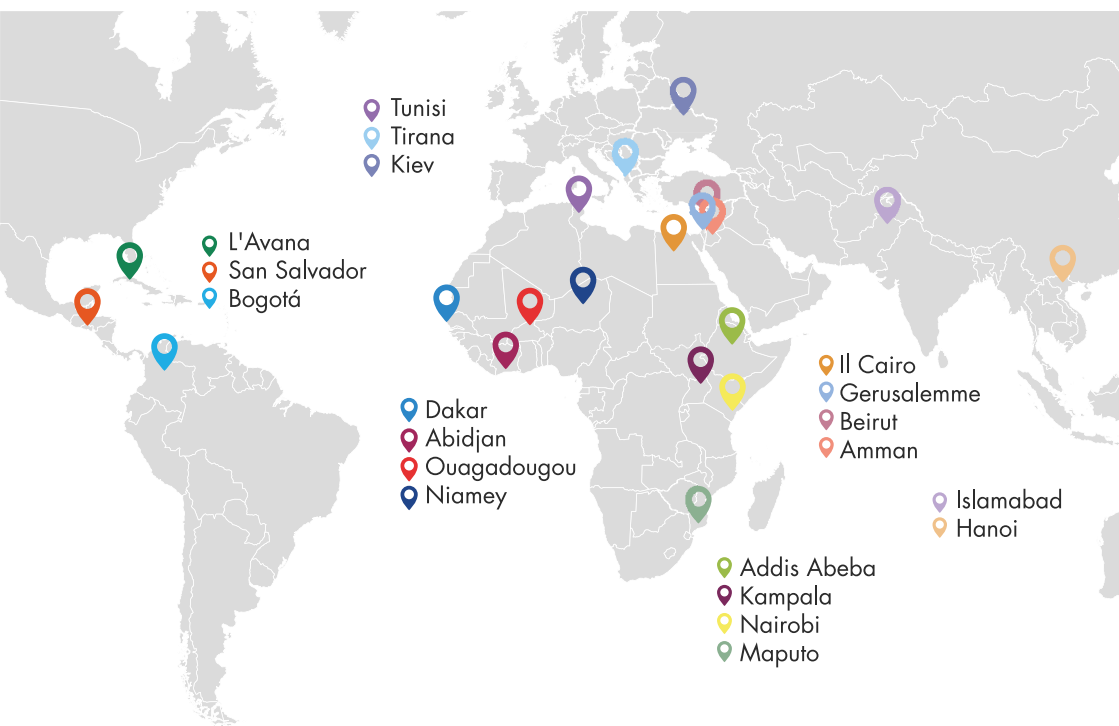 Tunisi
Tirana
Kiev
L'Avana
San Salvador
Bogotá
Dakar
Abidjan
Ouagadougou
Niamey
Il Cairo
Gerusalemme
Beirut
Amman
Islamabad
Hanoi
Addis Abeba
Kampala
Nairobi
Maputo